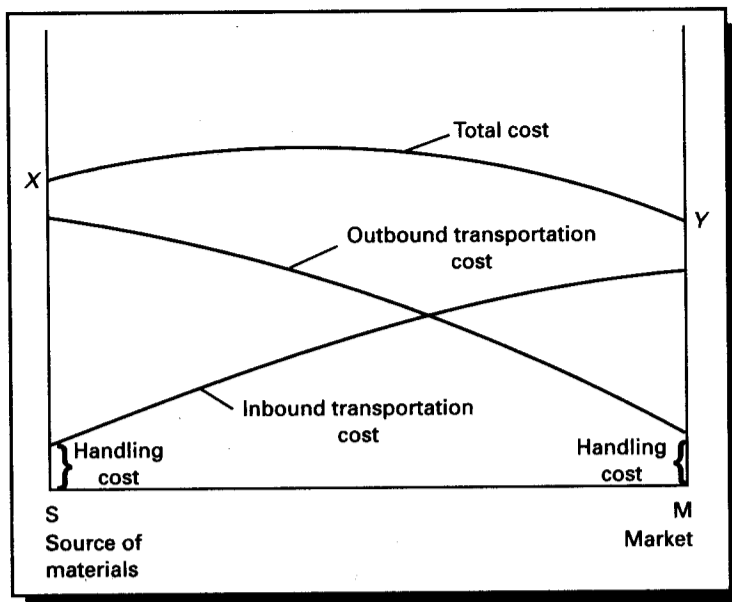 Total cost
X
Y
Outbound transportation
cost
Inbound transportation
cost
Handling
cost
Handling
cost
S
Source of
materials
M
Market